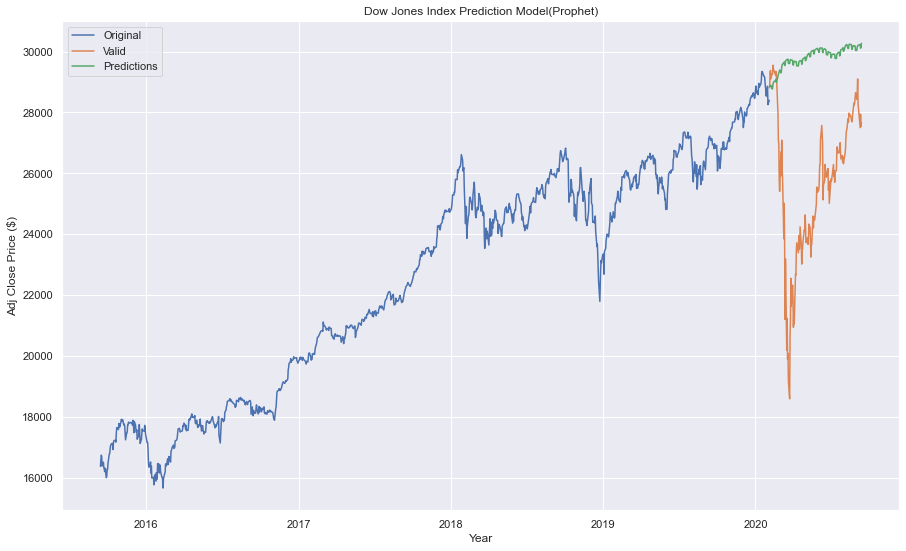 Dow Jones Index Prediction Model(Prophet)
Original
Valid
Predictions
30000
28000
26000
24000
22000
20000
18000
16000
Adj Close Price ($)
2016
2017
2018
2019
2020
Year